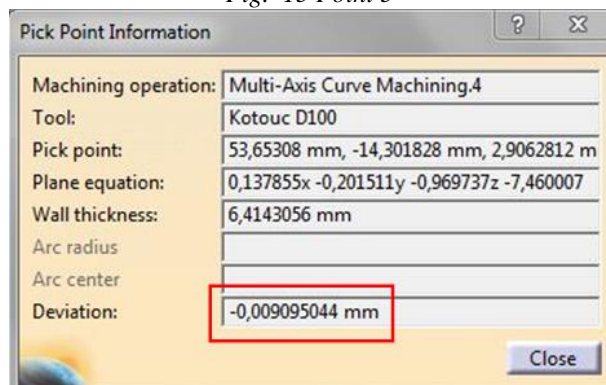 Fig. 15 Point 3
Pick Point Information
Machining operation: Multi-Axis Curve Machining.4
Tool: Kotouc D100
Pick point: 53,65308 mm, -14,301828 mm, 2,9062812 m
Plane equation: 0,137855x -0,201511y -0,969737z -7,460007
Wall thickness: 6,4143056 mm
Arc radius
Arc center
Deviation: -0,009095044 mm
Close